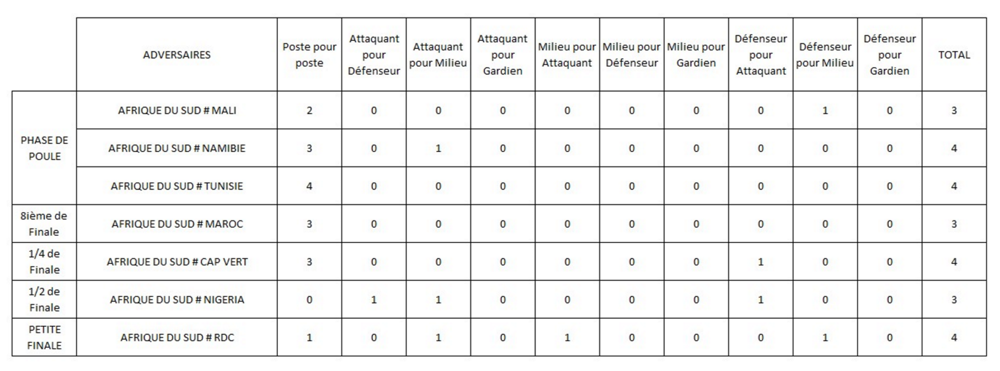 ADVERSAIRES
Poste pour
poste
Attaquant
pour
Défenseur
Attaquant
pour Milieu
Attaquant
pour
Gardien
Milieu pour
Attaquant
Milieu pour
Défenseur
Milieu pour
Gardien
Défenseur
pour
Attaquant
Défenseur
pour Milieu
Défenseur
pour
Gardien
TOTAL
PHASE DE
POULE
AFRIQUE DU SUD # MALI 2 0 0 0 0 0 0 0 1 0 3
AFRIQUE DU SUD # NAMIBIE 3 0 1 0 0 0 0 0 0 0 4
AFRIQUE DU SUD # TUNISIE 4 0 0 0 0 0 0 0 0 0 4
8ième de
Finale
AFRIQUE DU SUD # MAROC 3 0 0 0 0 0 0 0 0 0 3
1/4 de
Finale
AFRIQUE DU SUD # CAP VERT 3 0 0 0 0 0 0 1 0 0 4
1/2 de
Finale
AFRIQUE DU SUD # NIGERIA 0 1 1 0 0 0 0 1 0 0 3
PETITE
FINALE
AFRIQUE DU SUD # RDC 1 0 1 0 1 0 0 0 1 0 4